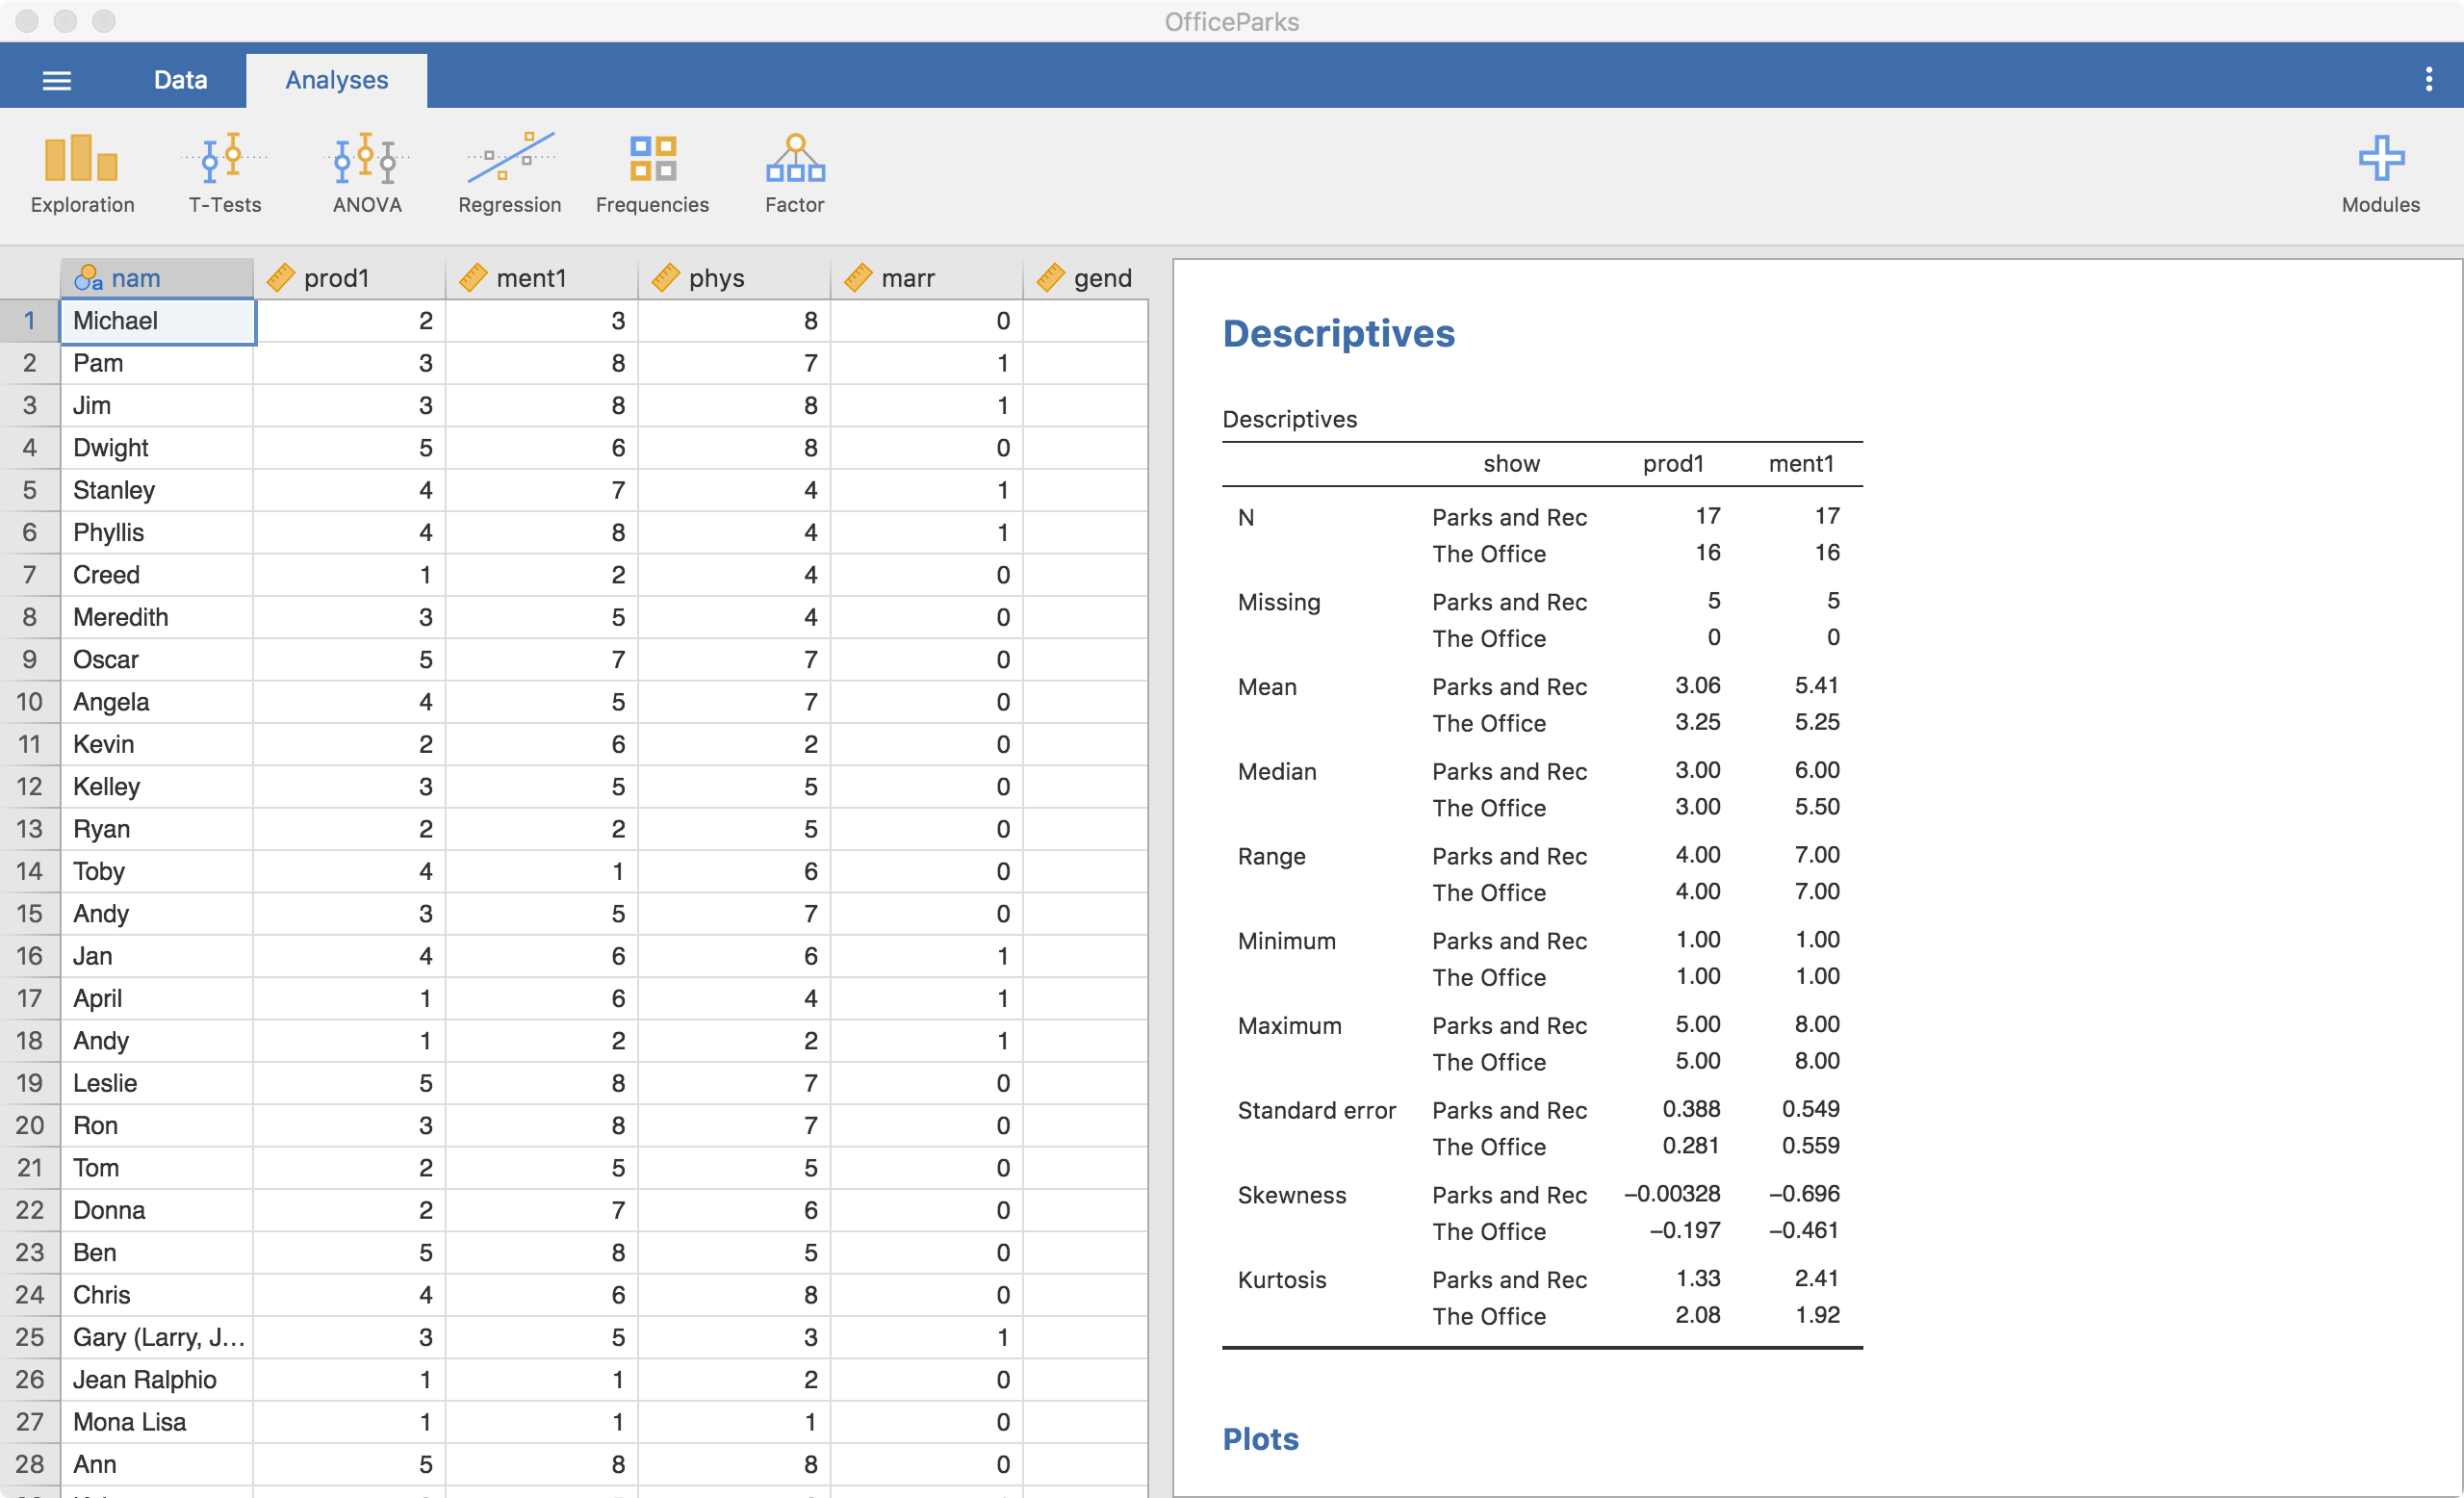 OfficeParks
Data Analyses
Exploration T-Tests ANOVA Regression Frequencies Factor Modules
a nam prod1 ment1 phys marr gend
1 Michael 2 3 8 0
2 Pam 3 8 7 1
3 Jim 3 8 8 1
4 Dwight 5 6 8 0
5 Stanley 4 7 4 1
6 Phyllis 4 8 4 1
7 Creed 1 2 4 0
8 Meredith 3 5 4 0
9 Oscar 5 7 7 0
10 Angela 4 5 7 0
11 Kevin 2 6 2 0
12 Kelley 3 5 5 0
13 Ryan 2 2 5 0
14 Toby 4 1 6 0
15 Andy 3 5 7 0
16 Jan 4 6 6 1
17 April 1 6 4 1
18 Andy 1 2 2 1
19 Leslie 5 8 7 0
20 Ron 3 8 7 0
21 Tom 2 5 5 0
22 Donna 2 7 6 0
23 Ben 5 8 5 0
24 Chris 4 6 8 0
25 Gary (Larry, J... 3 5 3 1
26 Jean Ralphio 1 1 2 0
27 Mona Lisa 1 1 1 0
28 Ann 5 8 8 0
Descriptives
Descriptives
show prod1 ment1
N Parks and Rec 17 17
The Office 16 16
Missing Parks and Rec 5 5
The Office 0 0
Mean Parks and Rec 3.06 5.41
The Office 3.25 5.25
Median Parks and Rec 3.00 6.00
The Office 3.00 5.50
Range Parks and Rec 4.00 7.00
The Office 4.00 7.00
Minimum Parks and Rec 1.00 1.00
The Office 1.00 1.00
Maximum Parks and Rec 5.00 8.00
The Office 5.00 8.00
Standard error Parks and Rec 0.388 0.549
The Office 0.281 0.559
Skewness Parks and Rec −0.00328 −0.696
The Office −0.197 −0.461
Kurtosis Parks and Rec 1.33 2.41
The Office 2.08 1.92
Plots